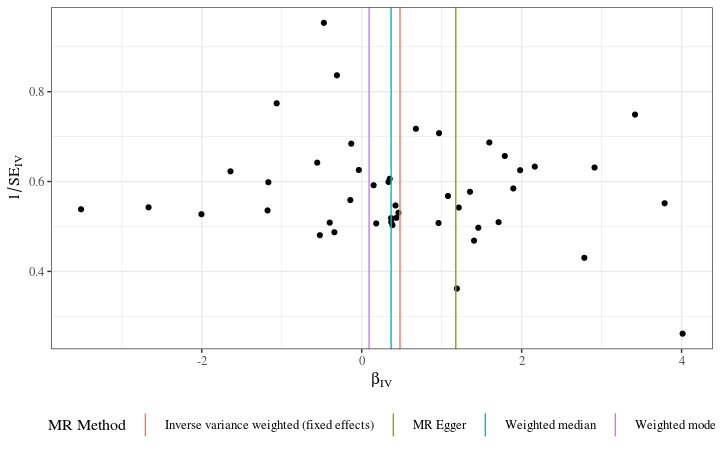 0.8
0.6
0.4
1/SE_IV
-2 0 2 4
β_IV
MR Method Inverse variance weighted (fixed effects) MR Egger Weighted median Weighted mode